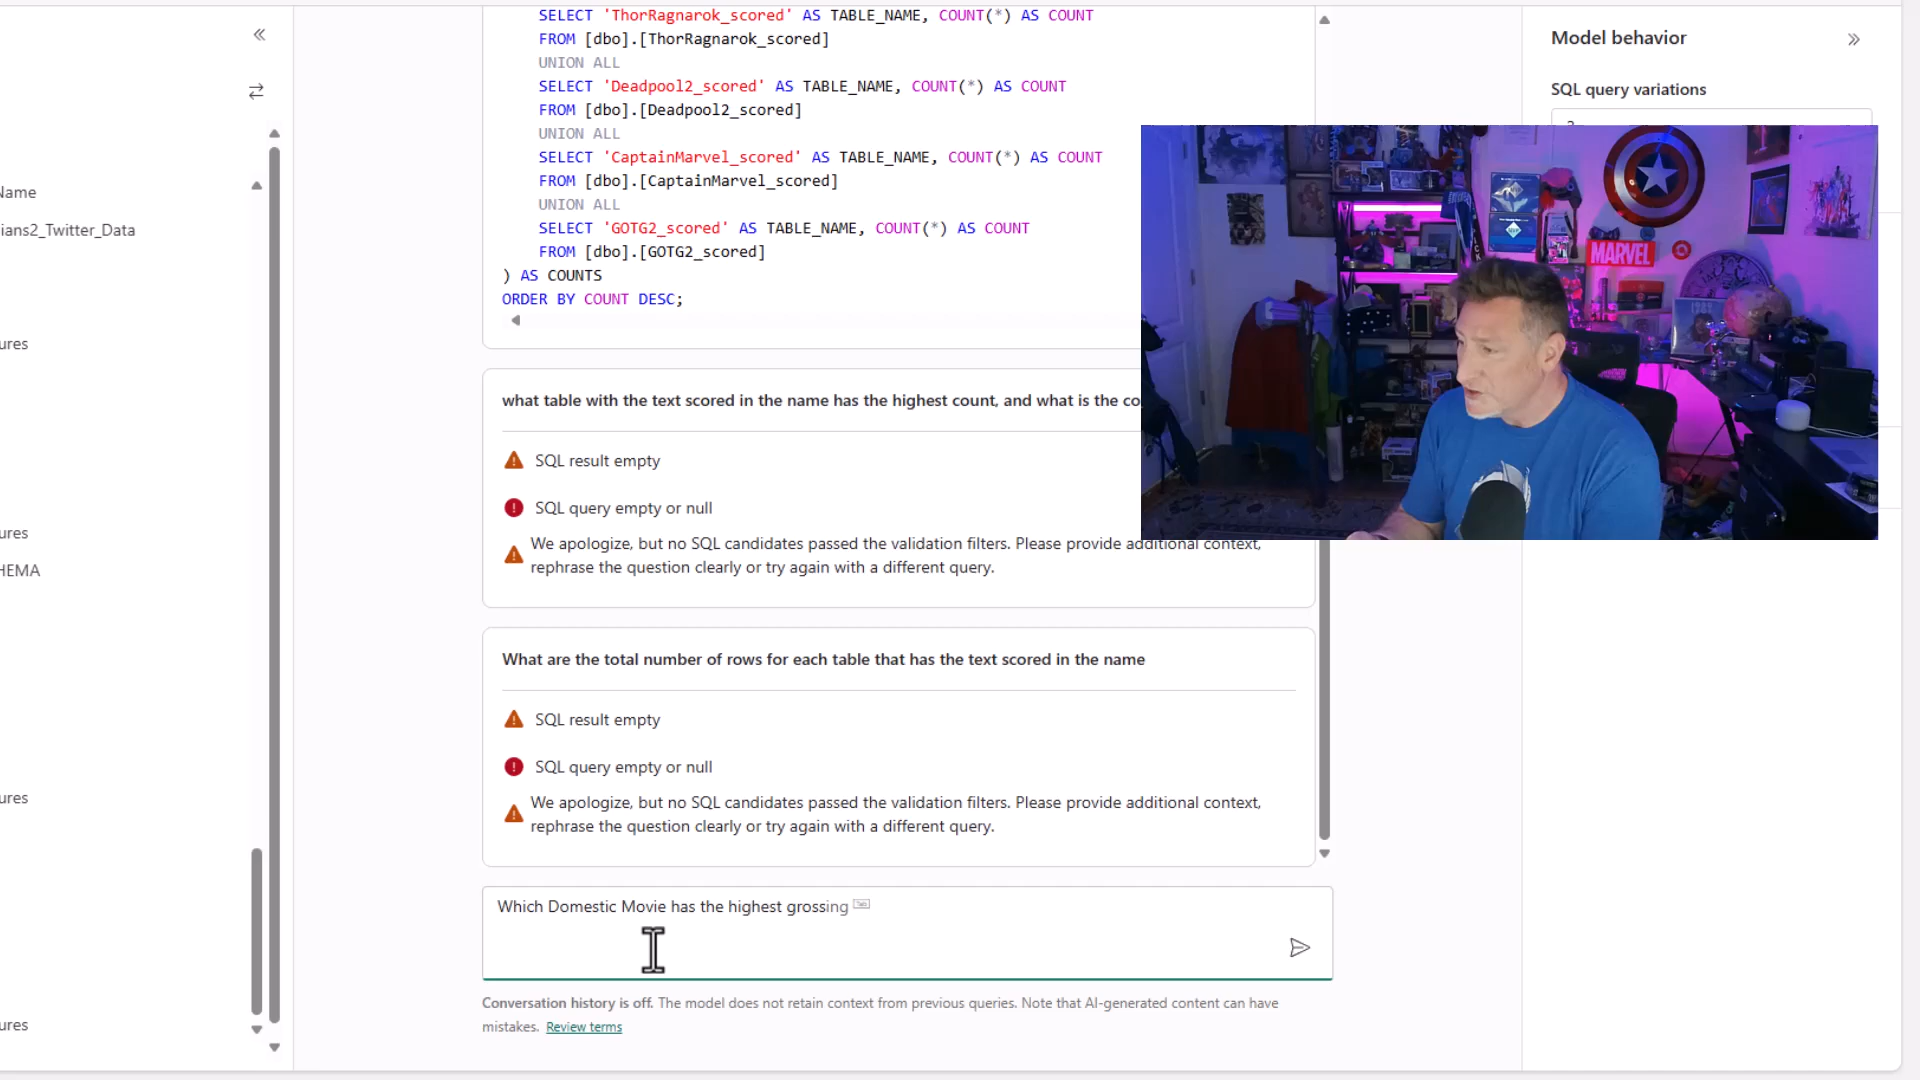 SELECT 'ThorRagnarok_scored' AS TABLE_NAME, COUNT(*) AS COUNT
FROM [dbo].[ThorRagnarok_scored]
UNION ALL
SELECT 'Deadpool2_scored' AS TABLE_NAME, COUNT(*) AS COUNT
FROM [dbo].[Deadpool2_scored]
UNION ALL
SELECT 'CaptainMarvel_scored' AS TABLE_NAME, COUNT(*) AS COUNT
FROM [dbo].[CaptainMarvel_scored]
UNION ALL
SELECT 'GOTG2_scored' AS TABLE_NAME, COUNT(*) AS COUNT
FROM [dbo].[GOTG2_scored]
) AS COUNTS
ORDER BY COUNT DESC;
what table with the text scored in the name has the highest count, and what is the co
SQL result empty
SQL query empty or null
We apologize, but no SQL candidates passed the validation filters. Please provide additional context,
rephrase the question clearly or try again with a different query.
What are the total number of rows for each table that has the text scored in the name
SQL result empty
SQL query empty or null
We apologize, but no SQL candidates passed the validation filters. Please provide additional context,
rephrase the question clearly or try again with a different query.
Which Domestic Movie has the highest grossing
Conversation history is off. The model does not retain context from previous queries. Note that AI-generated content can have
mistakes. Review terms
Name
ians2_Twitter_Data
ures
ures
HEMA
ures
ures
Model behavior
SQL query variations
MARVEL